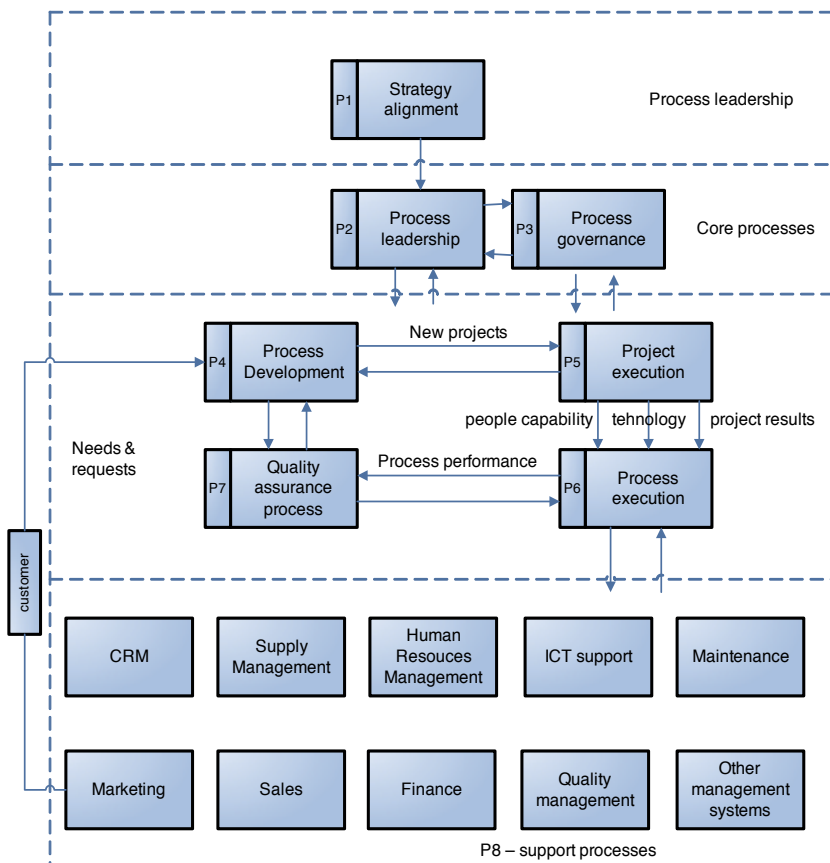 P1
Strategy
alignment
Process leadership
P2
Process
leadership
P3
Process
governance
Core processes
P4
Process
Development
New projects
P5
Project
execution
people capability
tehnology
project results
Needs &
requests
P7
Quality
assurance
process
Process performance
P6
Process
execution
customer
CRM
Supply
Management
Human
Resouces
Management
ICT support
Maintenance
Marketing
Sales
Finance
Quality
management
Other
management
systems
P8 – support processes